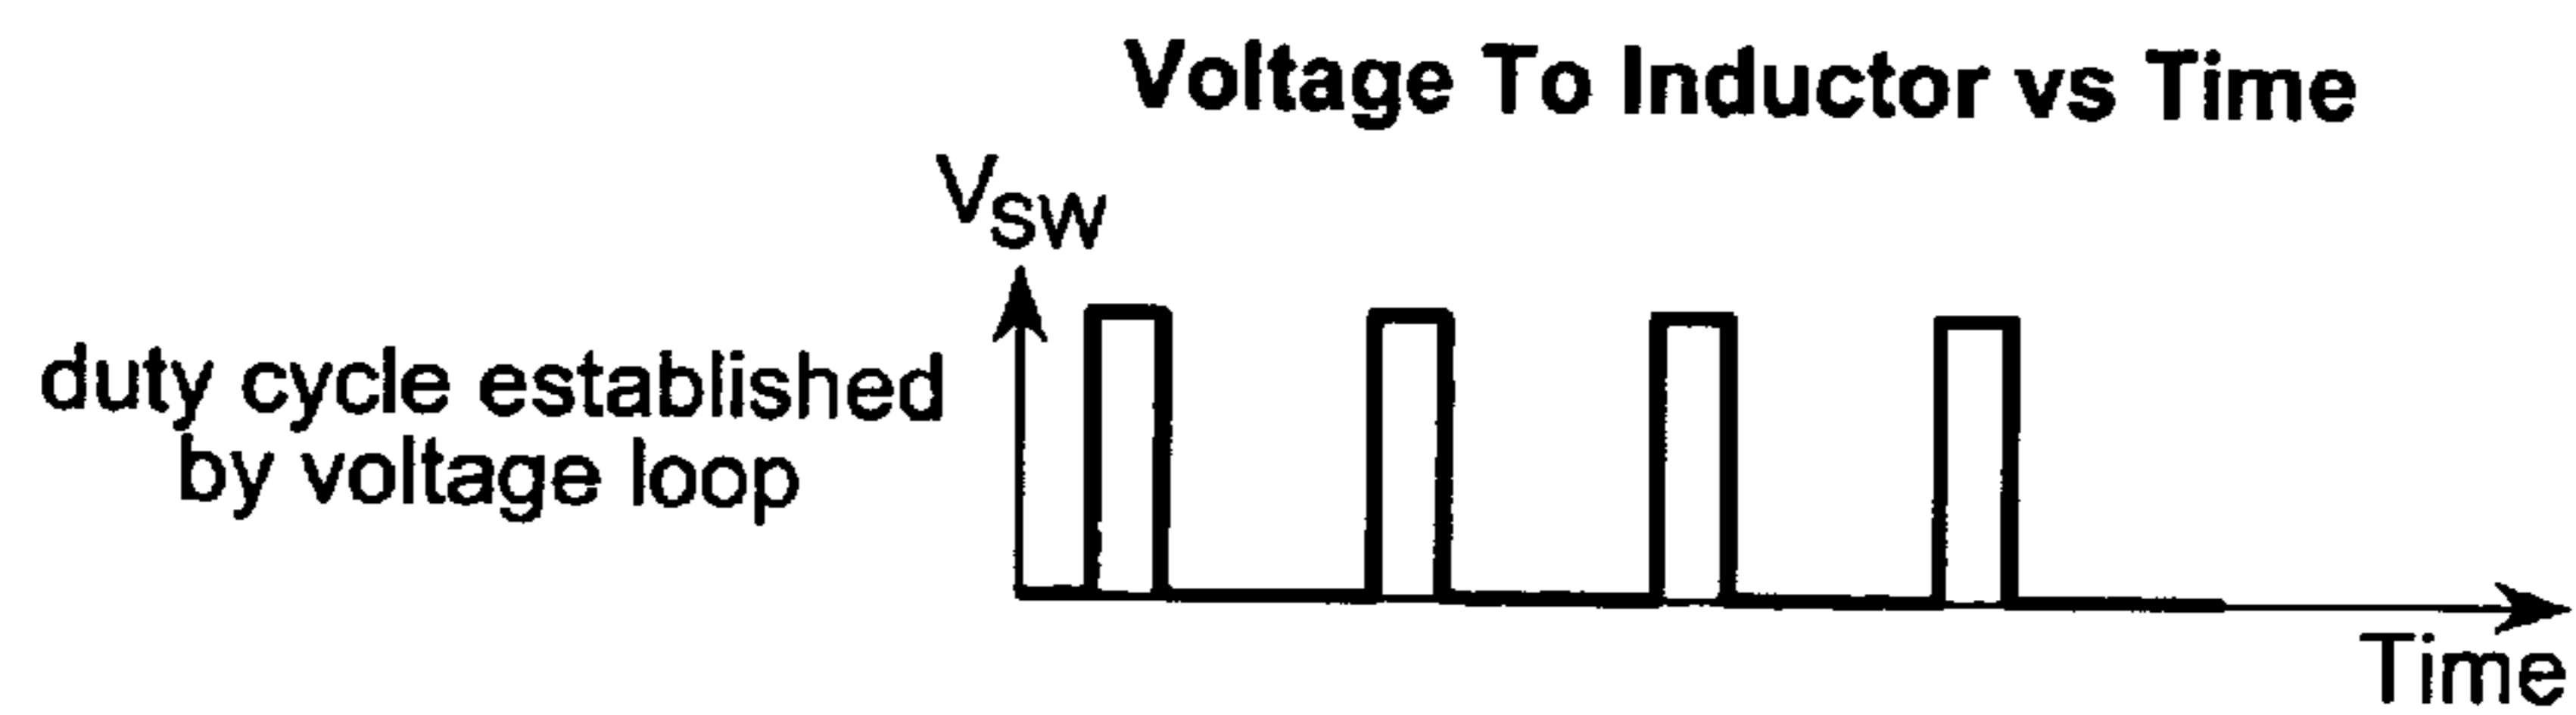 Voltage To Inductor vs Time
VSW
duty cycle established
by voltage loop
Time